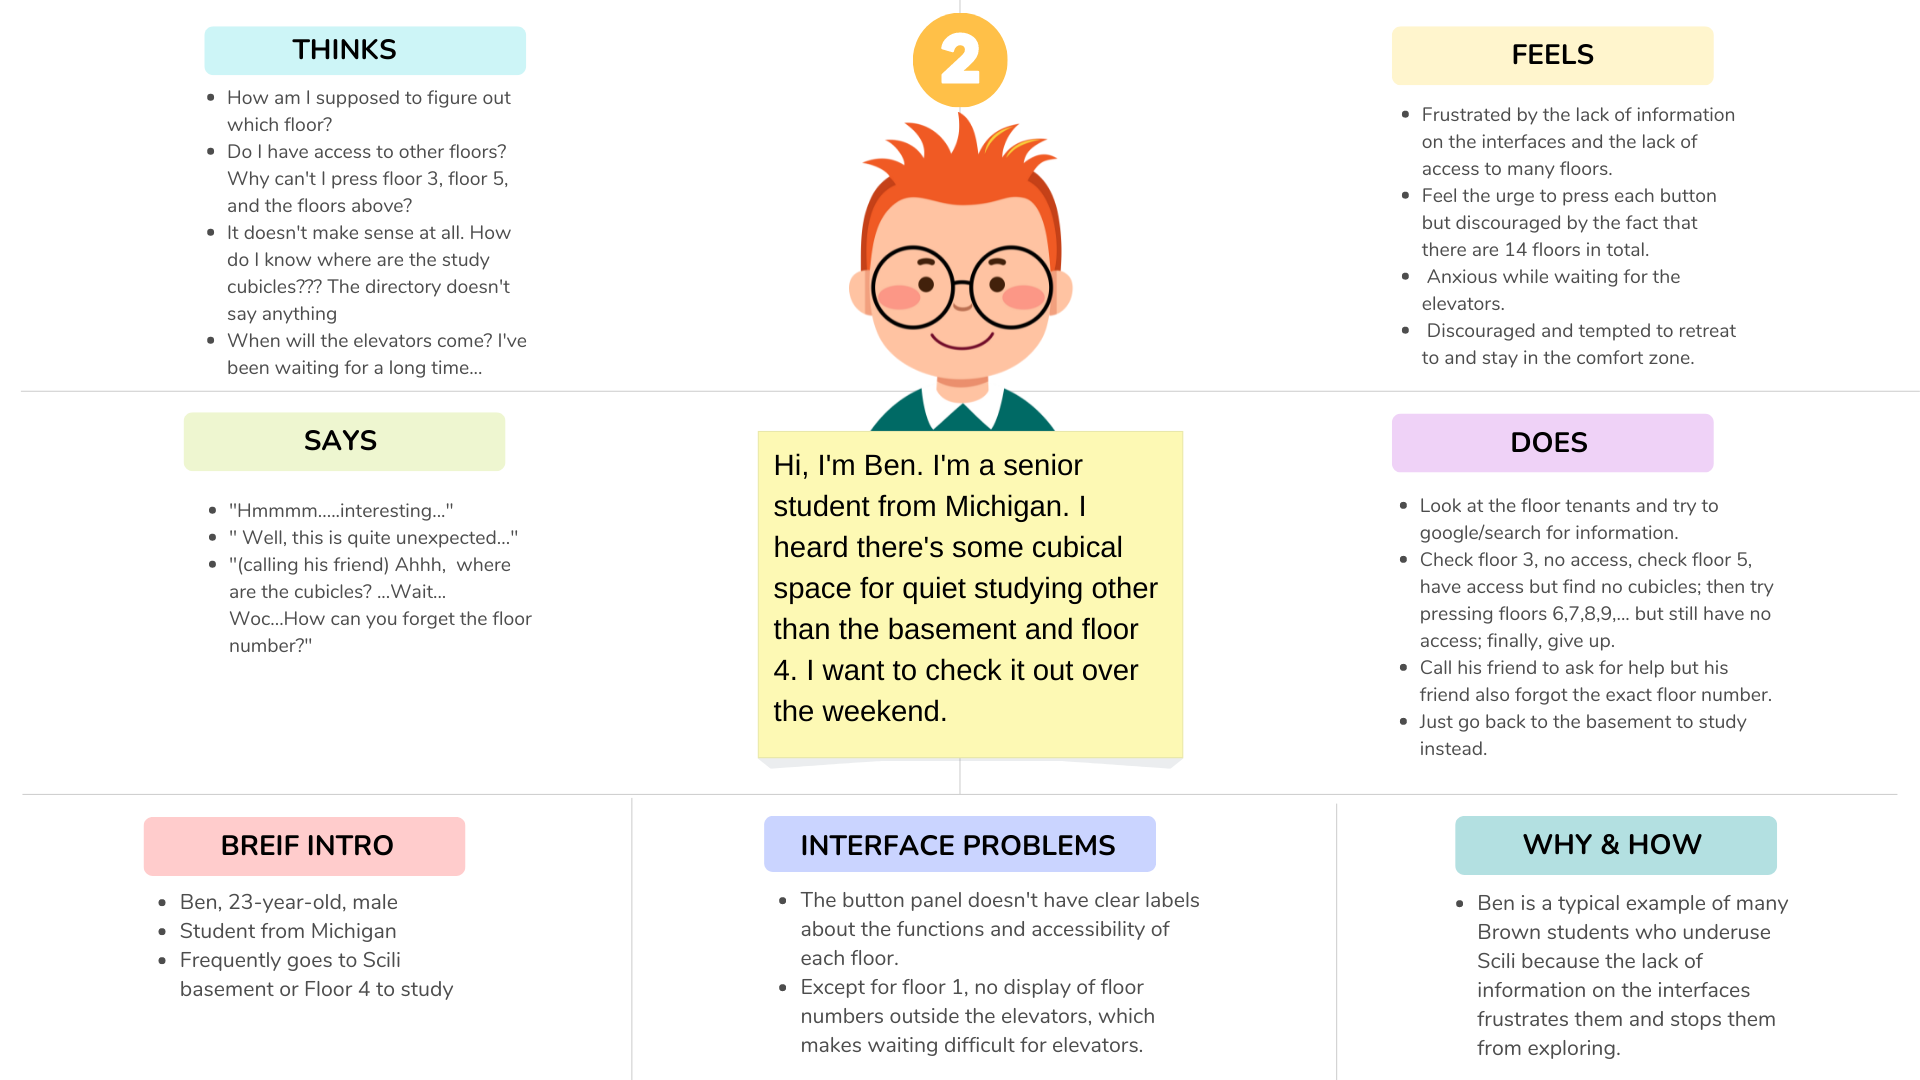 2
THINKS
How am I supposed to figure out
which floor?
Do I have access to other floors?
Why can't I press floor 3, floor 5,
and the floors above?
It doesn't make sense at all. How
do I know where are the study
cubicles??? The directory doesn't
say anything
When will the elevators come? I've
been waiting for a long time...
FEELS
Frustrated by the lack of information
on the interfaces and the lack of
access to many floors.
Feel the urge to press each button
but discouraged by the fact that
there are 14 floors in total.
Anxious while waiting for the
elevators.
Discouraged and tempted to retreat
to and stay in the comfort zone.
SAYS
"Hmmmm.....interesting..."
" Well, this is quite unexpected..."
"(calling his friend) Ahhh,  where
are the cubicles? ...Wait...
Woc...How can you forget the floor
number?"
Hi, I'm Ben. I'm a senior
student from Michigan. I
heard there's some cubical
space for quiet studying other
than the basement and floor
4. I want to check it out over
the weekend.
DOES
Look at the floor tenants and try to
google/search for information.
Check floor 3, no access, check floor 5,
have access but find no cubicles; then try
pressing floors 6,7,8,9,... but still have no
access; finally, give up.
Call his friend to ask for help but his
friend also forgot the exact floor number.
Just go back to the basement to study
instead.
BREIF INTRO
Ben, 23-year-old, male
Student from Michigan
Frequently goes to Scili
basement or Floor 4 to study
INTERFACE PROBLEMS
The button panel doesn't have clear labels
about the functions and accessibility of
each floor.
Except for floor 1, no display of floor
numbers outside the elevators, which
makes waiting difficult for elevators.
WHY & HOW
Ben is a typical example of many
Brown students who underuse
Scili because the lack of
information on the interfaces
frustrates them and stops them
from exploring.